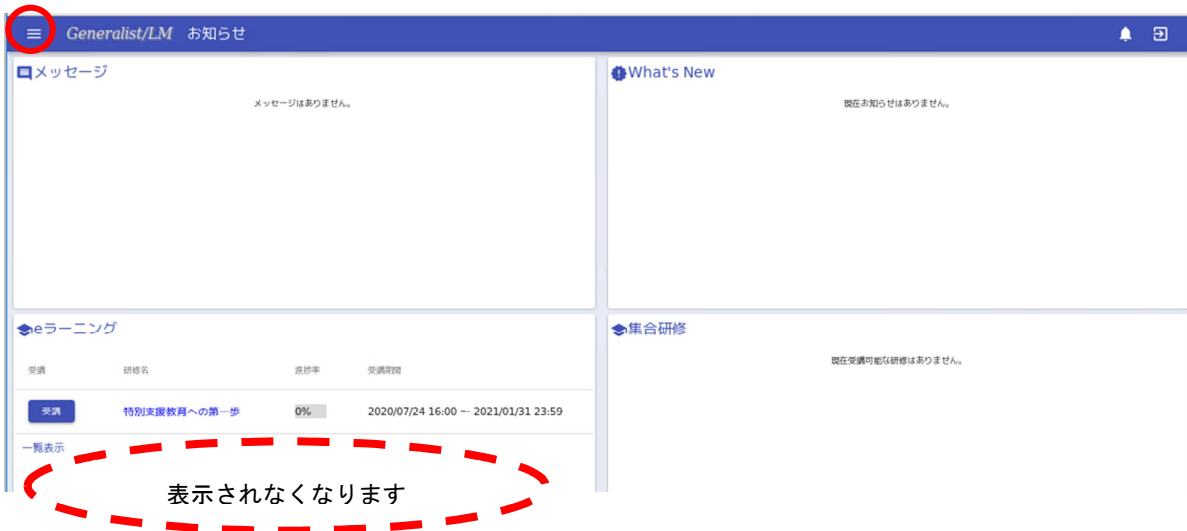 Generalist/LM お知らせ
メッセージ
メッセージはありません。
What's New
現在お知らせはありません。
eラーニング
受講 研修名 進捗率 受講期間
受講 特別支援教育への第一歩 0% 2020/07/24 16:00 ～ 2021/01/31 23:59
一覧表示
集合研修
現在受講可能な研修はありません。
表示されなくなります